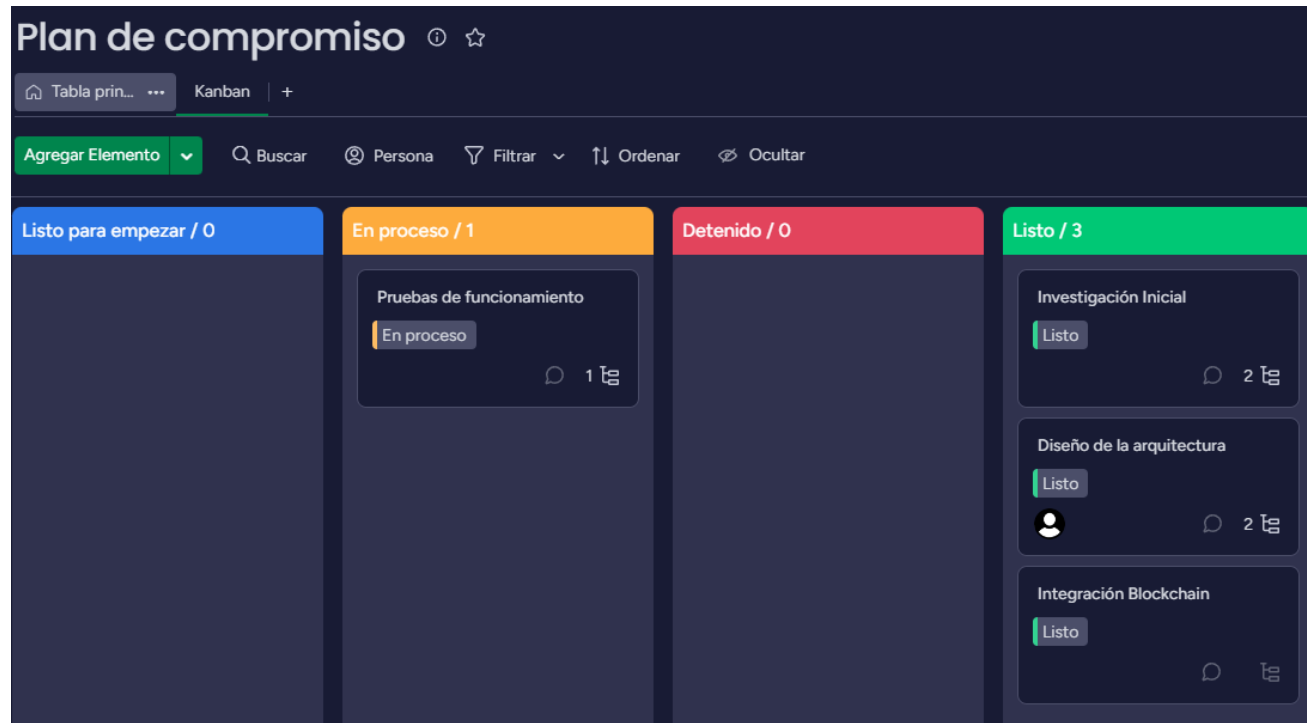 Plan de compromiso
Tabla prin... Kanban +
Agregar Elemento Buscar Persona Filtrar Ordenar Ocultar
Listo para empezar / 0
En proceso / 1
Pruebas de funcionamiento
En proceso
1
Detenido / 0
Listo / 3
Investigación Inicial
Listo
2
Diseño de la arquitectura
Listo
2
Integración Blockchain
Listo